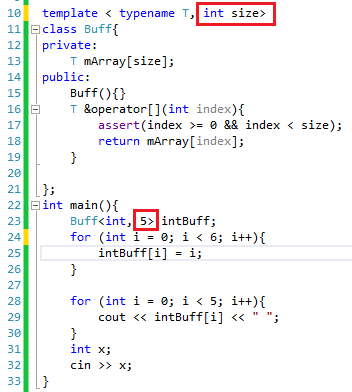 10 template < typename T, int size>
11 class Buff{
12 private:
13     T mArray[size];
14 public:
15     Buff(){}
16     T &operator[](int index){
17         assert(index >= 0 && index < size);
18         return mArray[index];
19     }
20
21 };
22 int main(){
23     Buff<int, 5> intBuff;
24     for (int i = 0; i < 6; i++){
25         intBuff[i] = i;
26     }
27
28     for (int i = 0; i < 5; i++){
29         cout << intBuff[i] << " ";
30     }
31     int x;
32     cin >> x;
33 }